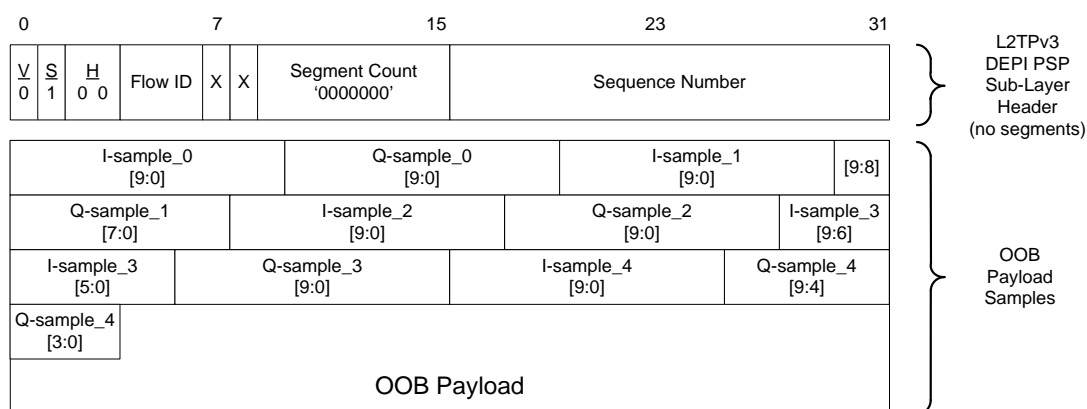 0 7 15 23 31
V S H Flow ID X X Segment Count Sequence Number
0 1 0 0 '0000000'
L2TPv3
DEPI PSP
Sub-Layer
Header
(no segments)
I-sample_0 Q-sample_0 I-sample_1 [9:8]
[9:0] [9:0] [9:0]
Q-sample_1 I-sample_2 Q-sample_2 I-sample_3
[7:0] [9:0] [9:0] [9:6]
I-sample_3 Q-sample_3 I-sample_4 Q-sample_4
[5:0] [9:0] [9:0] [9:4]
Q-sample_4
[3:0]
OOB Payload
OOB
Payload
Samples